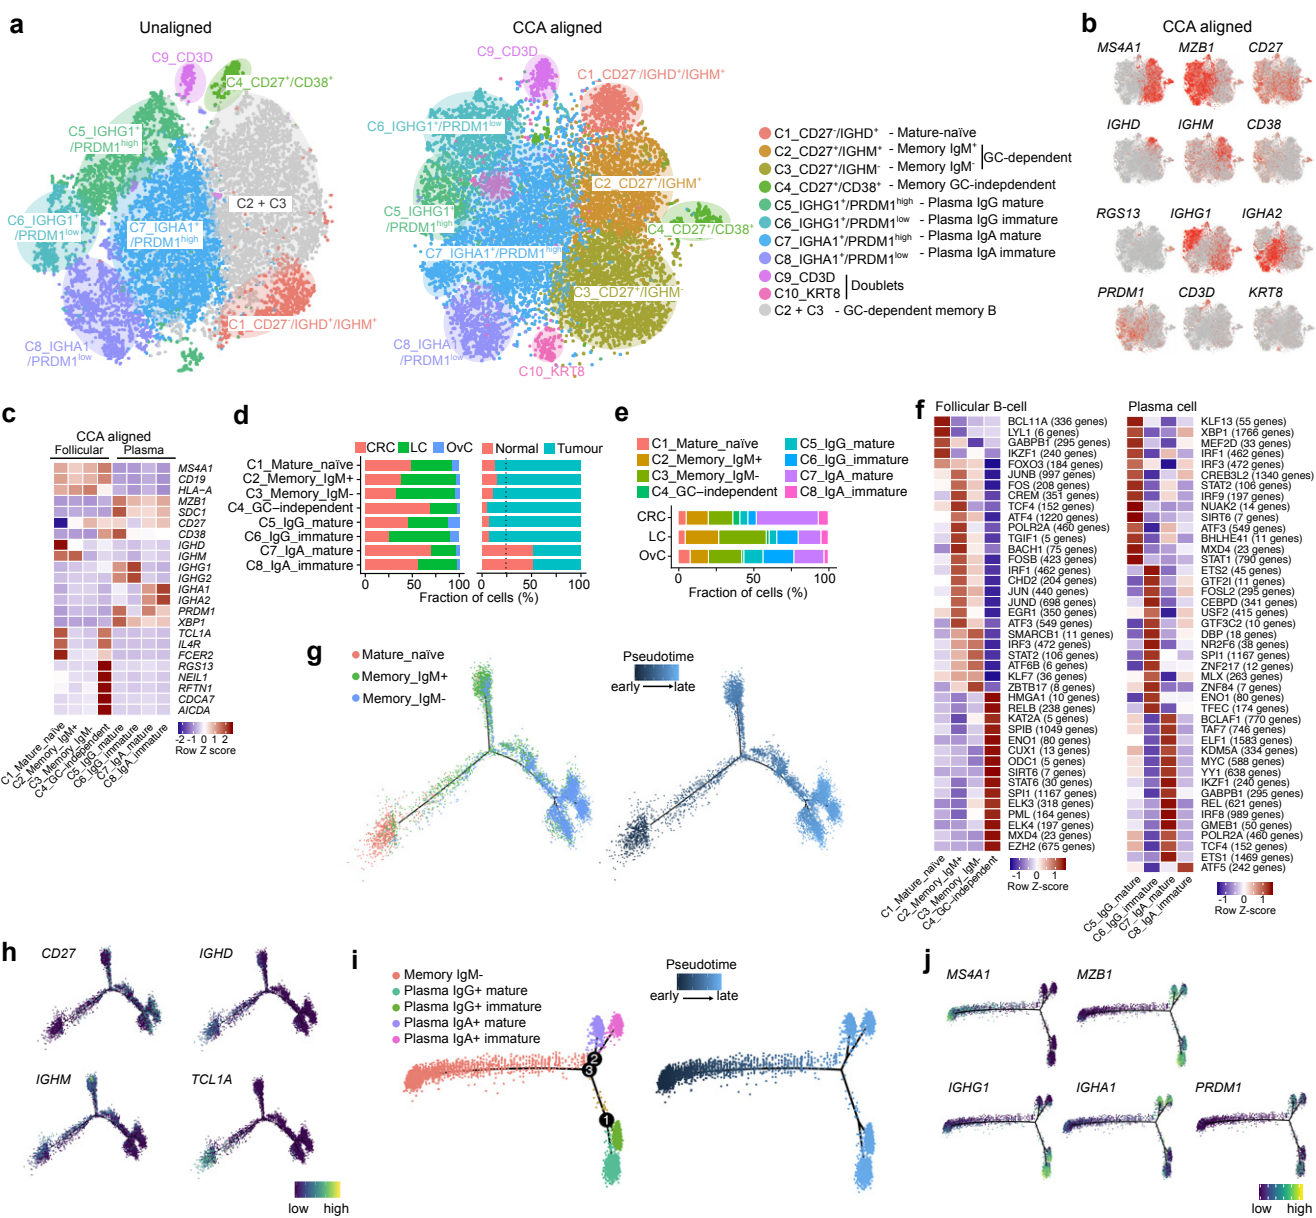 a
Unaligned
CCA aligned
C9_CD3D
C4_CD27+/CD38+
C5_IGHG1+
/PRDM1high
C6_IGHG1+
/PRDM1low
C7_IGHA1+
/PRDM1high
C2 + C3
C8_IGHA1
/PRDM1low
C1_CD27-/IGHD+/IGHM+
C9_CD3D
C1_CD27-/IGHD+/IGHM+
C6_IGHG1+/PRDM1low
C2_CD27+/IGHM+
C5_IGHG1+
/PRDM1high
C4_CD27+/CD38+
C7_IGHA1+/PRDM1high
C3_CD27+/IGHM-
C8_IGHA1
/PRDM1low
C10_KRT8
C1_CD27-/IGHD+ - Mature-naïve
C2_CD27+/IGHM+ - Memory IgM+
C3_CD27+/IGHM- - Memory IgM-
GC-dependent
C4_CD27+/CD38+ - Memory GC-independent
C5_IGHG1+/PRDM1high - Plasma IgG mature
C6_IGHG1+/PRDM1low - Plasma IgG immature
C7_IGHA1+/PRDM1high - Plasma IgA mature
C8_IGHA1+/PRDM1low - Plasma IgA immature
C9_CD3D
C10_KRT8
Doublets
C2 + C3 - GC-dependent memory B
b
CCA aligned
MS4A1 MZB1 CD27
IGHD IGHM CD38
RGS13 IGHG1 IGHA2
PRDM1 CD3D KRT8
c
CCA aligned
Follicular Plasma
MS4A1
CD19
HLA-A
MZB1
SDC1
CD27
CD38
IGHD
IGHM
IGHG1
IGHG2
IGHA1
IGHA2
PRDM1
XBP1
TCL1A
IL4R
FCER2
RGS13
NEIL1
RFTN1
CDCA7
AICDA
C1_Mature_naïve
C2_Memory_IgM+
C3_Memory_IgM-
C4_GC-independent
C5_IgG_mature
C6_IgG_immature
C7_IgA_mature
C8_IgA_immature
-2 -1 0 1 2
Row Z score
d
CRC LC OvC
Normal Tumour
C1_Mature_naïve
C2_Memory_IgM+
C3_Memory_IgM-
C4_GC-independent
C5_IgG_mature
C6_IgG_immature
C7_IgA_mature
C8_IgA_immature
0 50 100 0 50 100
Fraction of cells (%)
e
C1_Mature_naïve
C2_Memory_IgM+
C3_Memory_IgM-
C4_GC-independent
C5_IgG_mature
C6_IgG_immature
C7_IgA_mature
C8_IgA_immature
CRC
LC
OvC
0 50 100
Fraction of cells (%)
f
Follicular B-cell
BCL11A (336 genes)
LYL1 (6 genes)
GABPB1 (295 genes)
IKZF1 (240 genes)
FOXO3 (184 genes)
JUNB (997 genes)
FOS (208 genes)
CREM (351 genes)
TCF4 (152 genes)
ATF4 (1220 genes)
POLR2A (460 genes)
TGIF1 (5 genes)
BACH1 (75 genes)
FOSB (423 genes)
IRF1 (462 genes)
CHD2 (204 genes)
JUN (440 genes)
JUND (698 genes)
EGR1 (350 genes)
ATF3 (549 genes)
SMARCB1 (11 genes)
IRF3 (472 genes)
STAT2 (106 genes)
ATF6B (6 genes)
KLF7 (36 genes)
ZBTB17 (8 genes)
HMGA1 (10 genes)
RELB (238 genes)
KAT2A (5 genes)
SPIB (1049 genes)
ENO1 (80 genes)
CUX1 (13 genes)
ODC1 (5 genes)
SIRT6 (7 genes)
STAT6 (30 genes)
SPI1 (1167 genes)
ELK3 (318 genes)
PML (164 genes)
ELK4 (197 genes)
MXD4 (23 genes)
EZH2 (675 genes)
C1_Mature_naïve
C2_Memory_IgM+
C3_Memory_IgM-
C4_GC-independent
-1 0 1
Row Z-score
Plasma cell
KLF13 (55 genes)
XBP1 (1766 genes)
MEF2D (33 genes)
IRF1 (462 genes)
IRF3 (472 genes)
CREB3L2 (1340 genes)
STAT2 (106 genes)
IRF9 (197 genes)
NUAK2 (14 genes)
SIRT6 (7 genes)
ATF3 (549 genes)
BHLHE41 (11 genes)
MXD4 (23 genes)
STAT1 (790 genes)
ETS2 (45 genes)
GTF2I (11 genes)
FOSL2 (295 genes)
CEBPD (341 genes)
USF2 (415 genes)
GTF3C2 (10 genes)
DBP (18 genes)
NR2F6 (38 genes)
SPI1 (1167 genes)
ZNF217 (12 genes)
MLX (263 genes)
ZNF84 (7 genes)
ENO1 (80 genes)
TFEC (174 genes)
BCLAF1 (770 genes)
TAF7 (746 genes)
ELF1 (1583 genes)
KDM5A (334 genes)
MYC (588 genes)
YY1 (638 genes)
IKZF1 (240 genes)
GABPB1 (295 genes)
REL (621 genes)
IRF8 (989 genes)
GMEB1 (50 genes)
POLR2A (460 genes)
TCF4 (152 genes)
ETS1 (1469 genes)
ATF5 (242 genes)
C5_IgG_mature
C6_IgG_immature
C7_IgA_mature
C8_IgA_immature
-1 0 1
Row Z-score
g
Mature_naïve
Memory_IgM+
Memory_IgM-
Pseudotime
early late
h
CD27 IGHD
IGHM TCL1A
low high
i
Memory IgM-
Plasma IgG+ mature
Plasma IgG+ immature
Plasma IgA+ mature
Plasma IgA+ immature
2
3
1
Pseudotime
early late
j
MS4A1 MZB1
IGHG1 IGHA1 PRDM1
low high